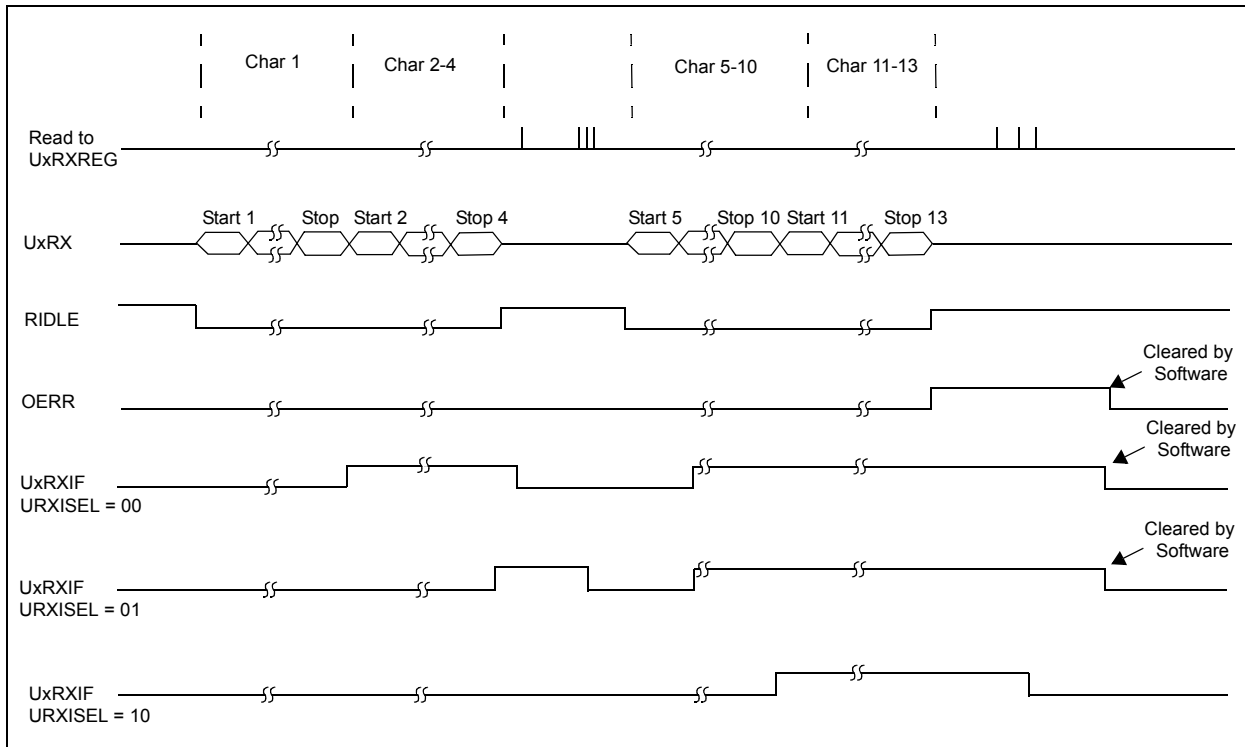 Char 1
Char 2-4
Char 5-10
Char 11-13
Read to
UxRXREG
Start 1
Stop
Start 2
Stop 4
Start 5
Stop 10
Start 11
Stop 13
UxRX
RIDLE
Cleared by
Software
OERR
Cleared by
Software
UxRXIF
URXISEL = 00
Cleared by
Software
UxRXIF
URXISEL = 01
UxRXIF
URXISEL = 10